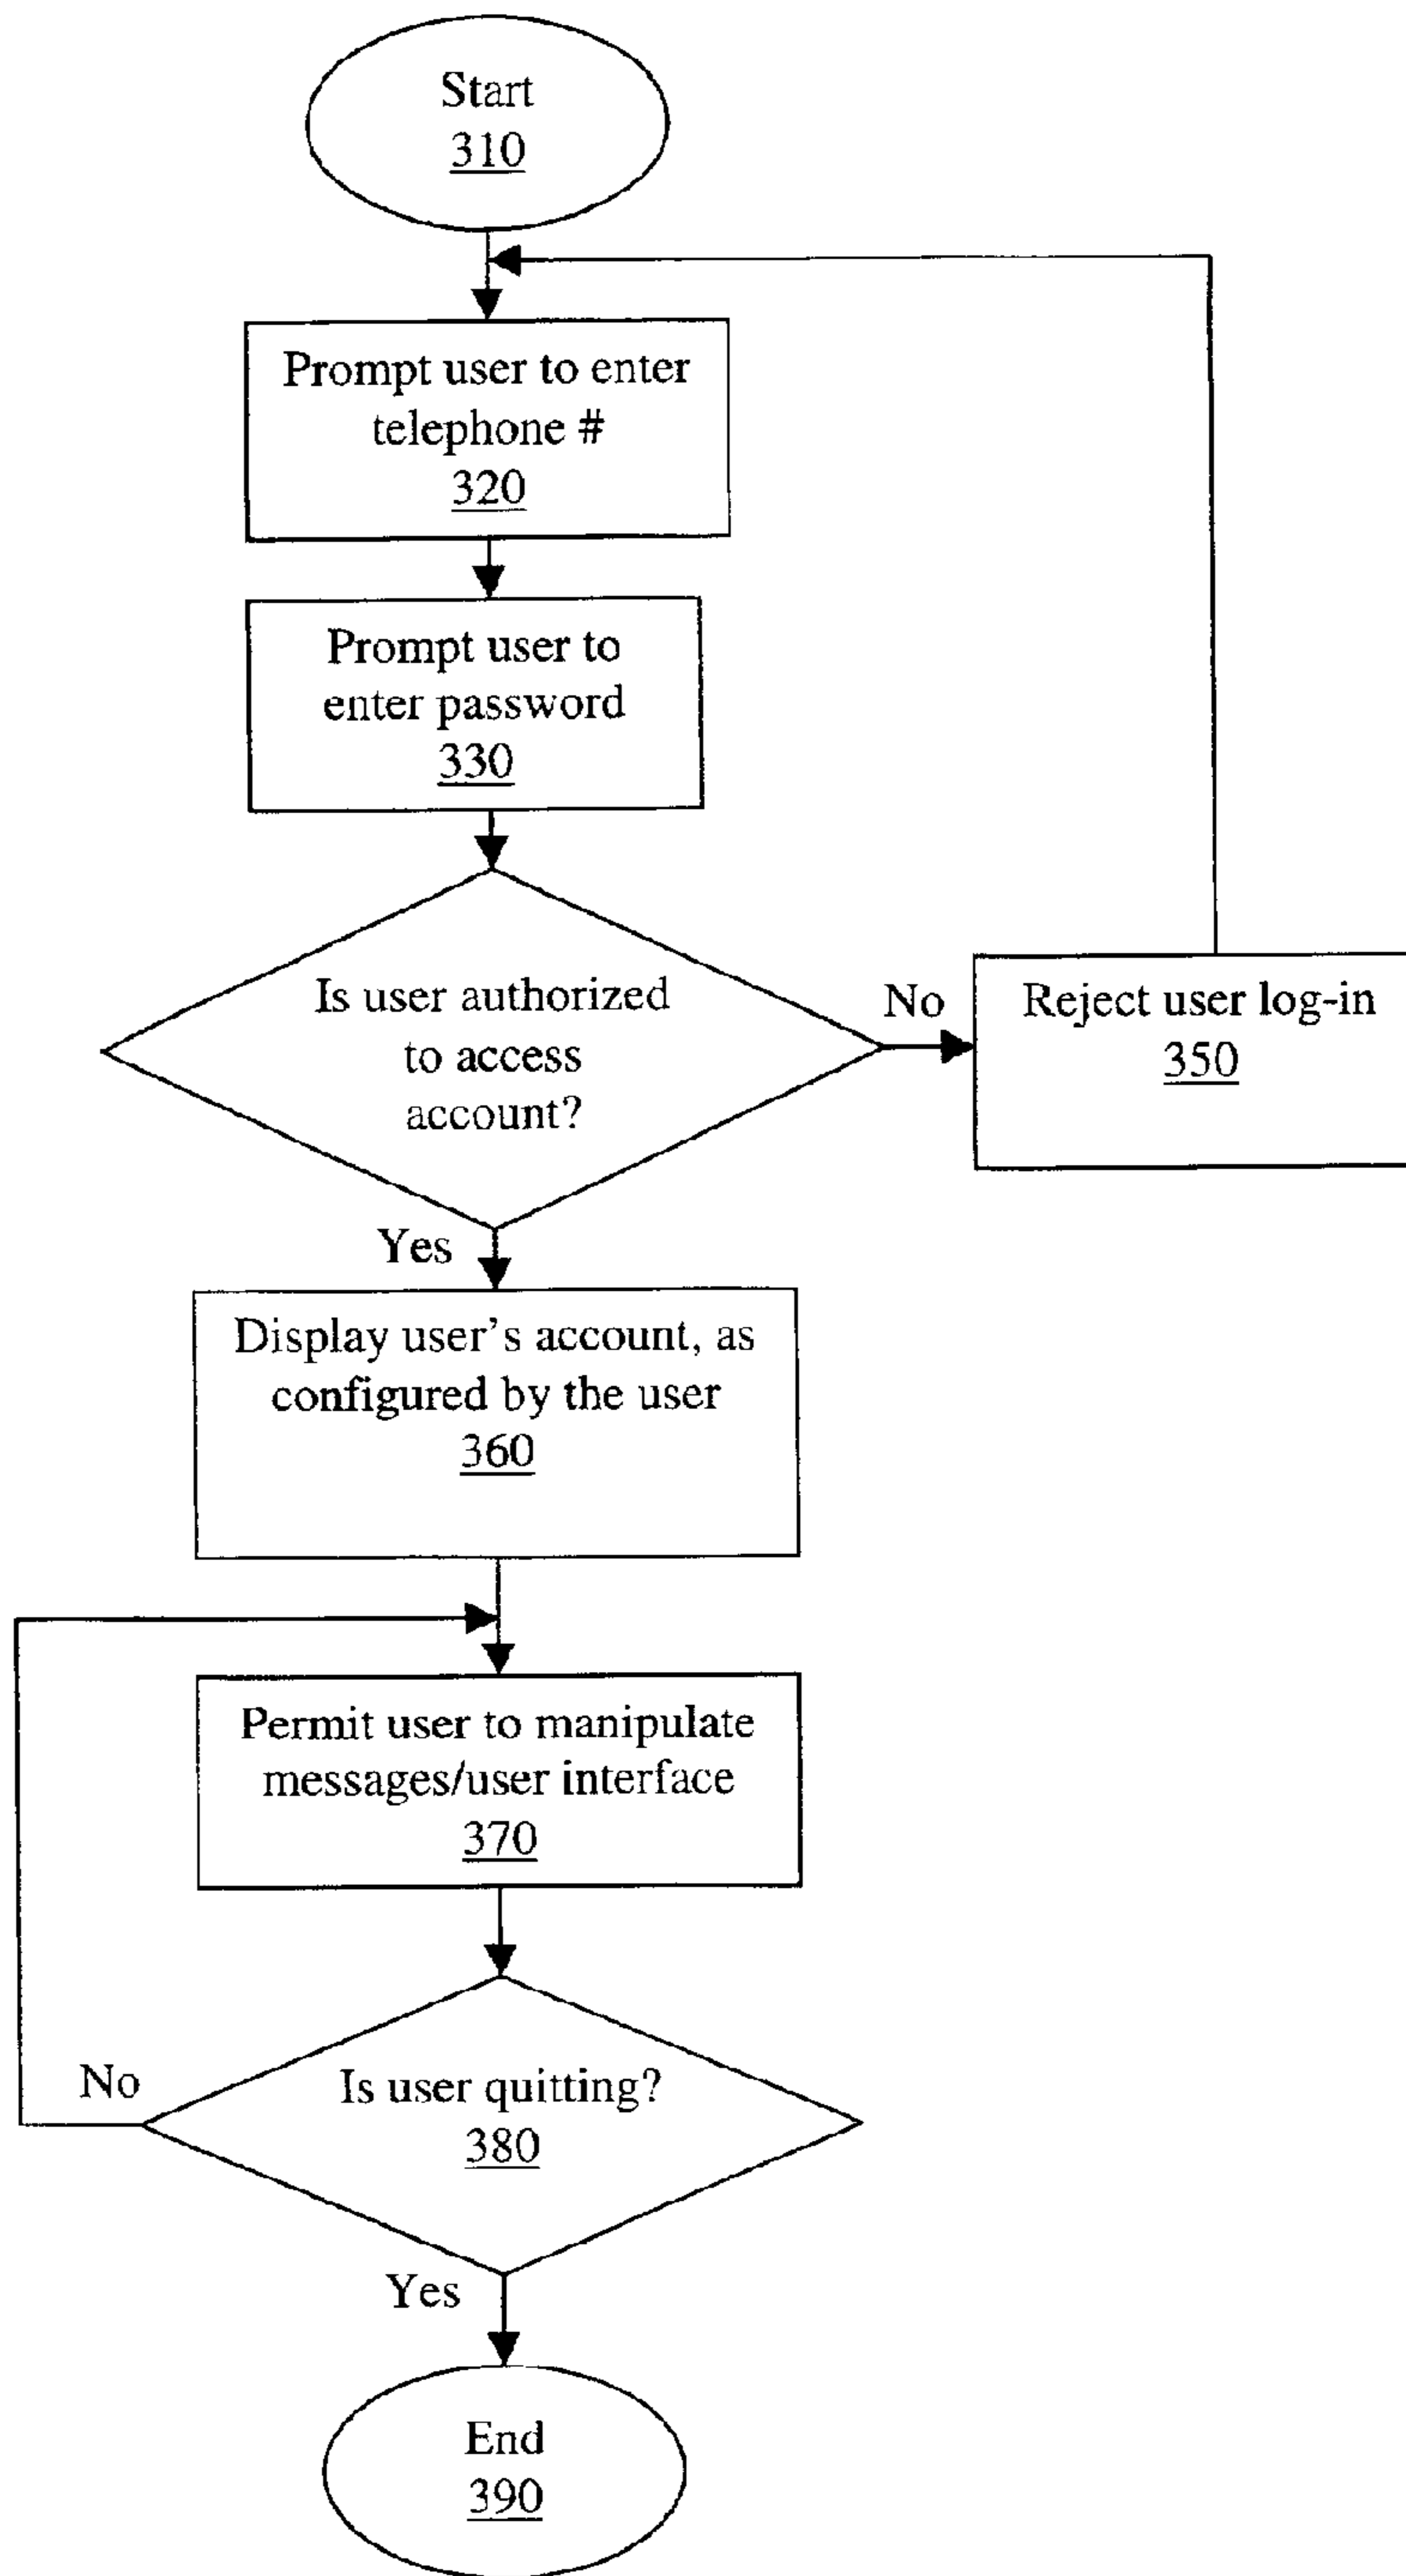 Start
310
Prompt user to enter
telephone #
320
Prompt user to
enter password
330
Is user authorized
to access
account?
No
Reject user log-in
350
Yes
Display user's account, as
configured by the user
360
Permit user to manipulate
messages/user interface
370
No
Is user quitting?
380
Yes
End
390